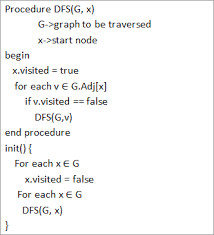 Procedure DFS(G, x)
G->graph to be traversed
x->start node
begin
x.visited = true
for each v ∈ G.Adj[x]
if v.visited == false
DFS(G,v)
end procedure
init() {
For each x ∈ G
x.visited = false
For each x ∈ G
DFS(G, x)
}